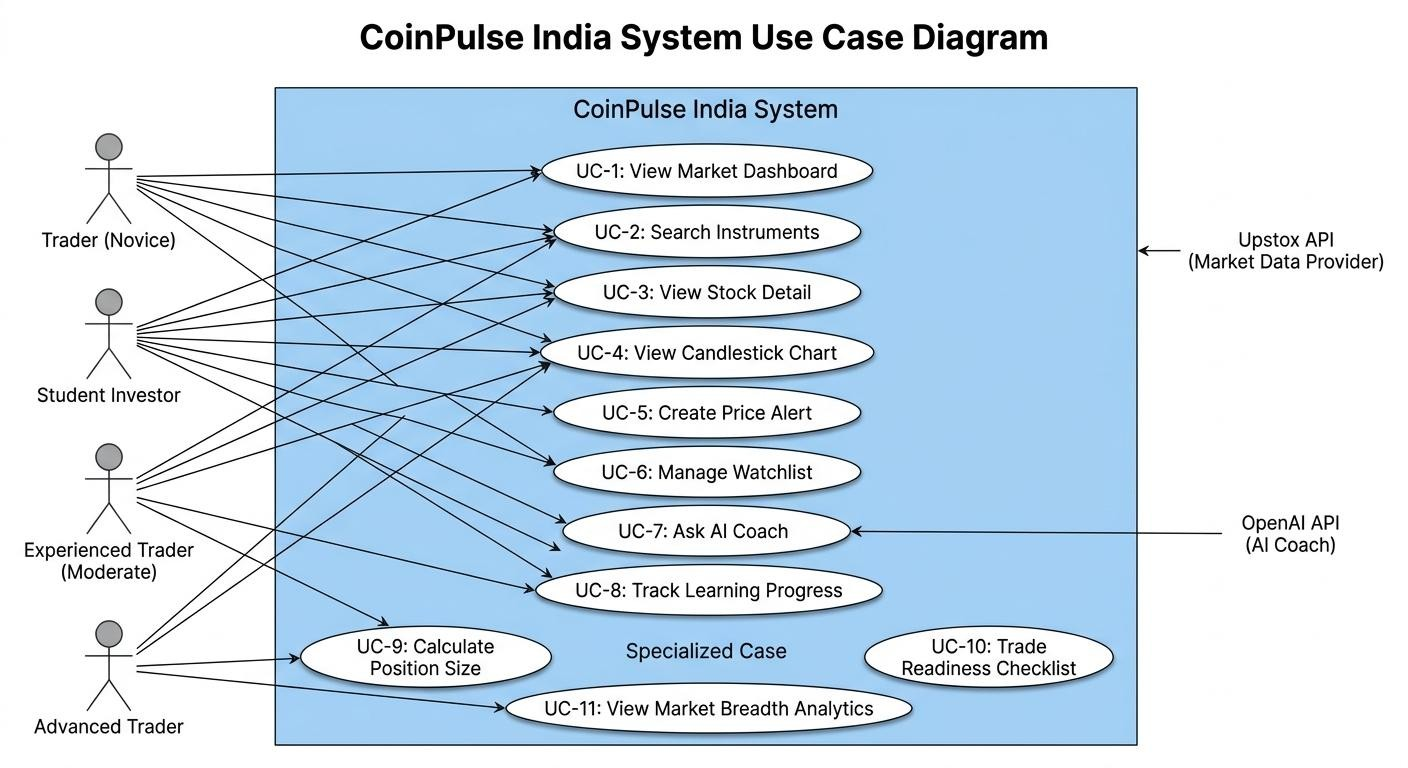 CoinPulse India System Use Case Diagram
CoinPulse India System
Trader (Novice)
Student Investor
Experienced Trader
(Moderate)
Advanced Trader
UC-1: View Market Dashboard
UC-2: Search Instruments
UC-3: View Stock Detail
UC-4: View Candlestick Chart
UC-5: Create Price Alert
UC-6: Manage Watchlist
UC-7: Ask AI Coach
UC-8: Track Learning Progress
UC-9: Calculate
Position Size
Specialized Case
UC-10: Trade
Readiness Checklist
UC-11: View Market Breadth Analytics
Upstox API
(Market Data Provider)
OpenAI API
(AI Coach)